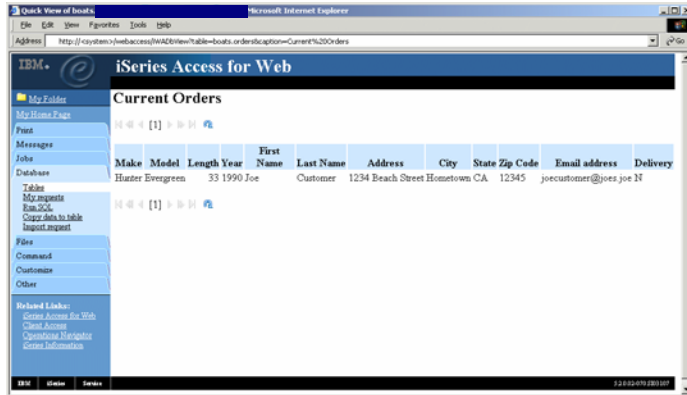 Quick View of boats. Microsoft Internet Explorer
File Edit View Favorites Tools Help
Address http://<system>/webaccess/iWADbView?table=boats.orders&caption=Current%20Orders Go
IBM. iSeries Access for Web
My Folder
My Home Page
Print
Messages
Jobs
Database
Tables
My requests
Run SQL
Copy data to table
Import request
Files
Command
Customize
Other
Related Links:
iSeries Access for Web
Client Access
Operations Navigator
iSeries Information
Current Orders
[1]
Make Model Length Year First Name Last Name Address City State Zip Code Email address Delivery
Hunter Evergreen 33 1990 Joe Customer 1234 Beach Street Hometown CA 12345 joecustomer@joes.joe N
[1]
IBM iSeries Service